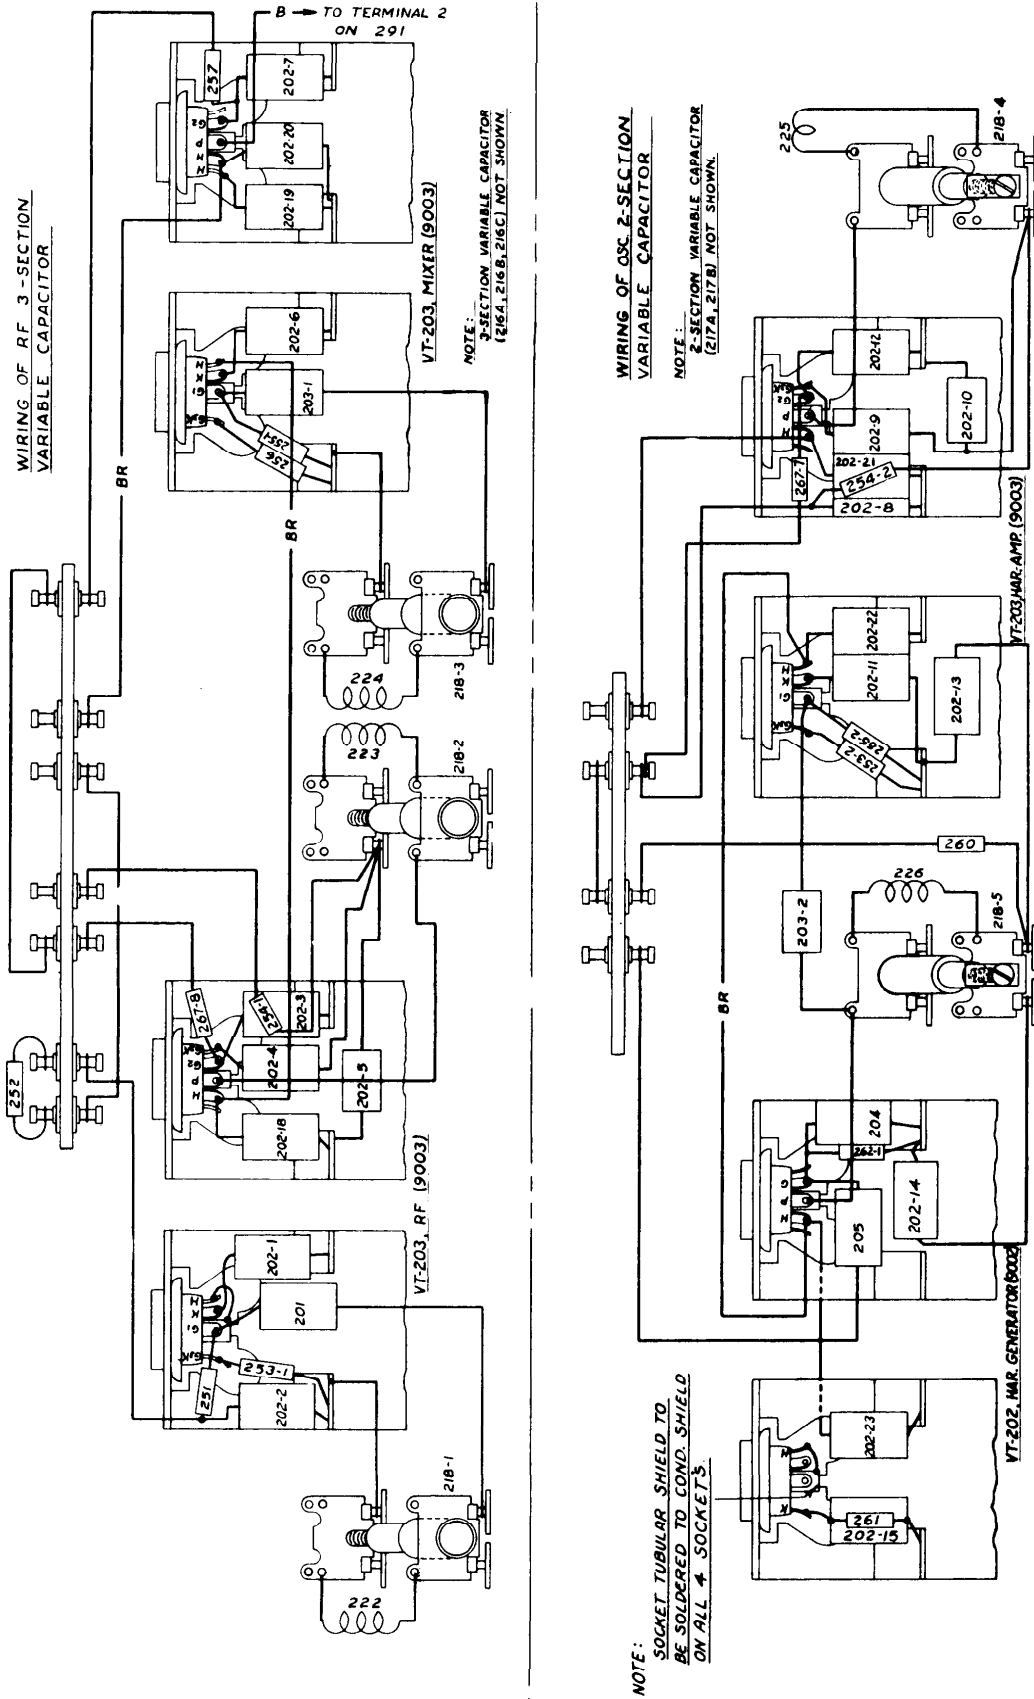 WIRING OF RF 3-SECTION
VARIABLE CAPACITOR
B → TO TERMINAL 2
ON 291
257
G2
P
K
H
202-7
202-20
202-19
VT-203, MIXER (9003)
NOTE:
3-SECTION VARIABLE CAPACITOR
(216A, 216B, 216C) NOT SHOWN
BR
H
K
G1
202-6
203-1
255-1
256
BR
224
218-3
223
218-2
252
267-8
254-1
G2
P
H
202-3
202-4
202-5
202-18
VT-203, RF (9003)
H
K
G
202-1
201
251
253-1
202-2
218-1
222
WIRING OF OSC. 2-SECTION
VARIABLE CAPACITOR
NOTE:
2-SECTION VARIABLE CAPACITOR
(217A, 217B) NOT SHOWN.
225
218-4
G2
P
H
202-12
202-9
202-10
202-21
254-2
202-8
267-7
VT-203, HAR. AMP. (9003)
H
K
G
202-22
202-11
202-13
255-2
253-2
BR
260
226
218-5
203-2
G
P
H
204
262-1
205
202-14
VT-202, HAR. GENERATOR (9002)
H
K
202-23
261
202-15
NOTE:
SOCKET TUBULAR SHIELD TO
BE SOLDERED TO COND. SHIELD
ON ALL 4 SOCKETS.